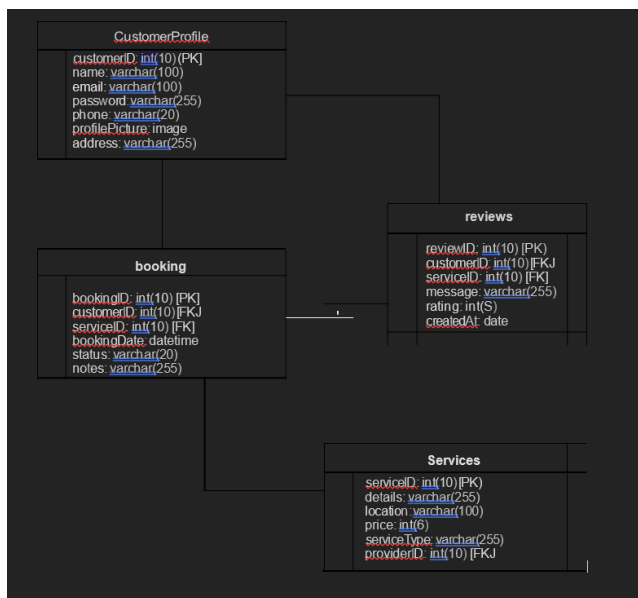 CustomerProfile
customerID: int(10)(PK]
name: varchar(100)
email: varchar(100)
password: varchar(255)
phone: varchar(20)
profilePicture: image
address: varchar(255)
reviews
reviewID: int(10) [PK)
customerID: int(10)[FKJ
serviceID: int(10) [FK]
message: varchar(255)
rating: int(S)
createdAt: date
booking
bookingID: int(10) [PK]
customerID: int(10)[FKJ
serviceID: int(10) [FK]
bookingDate: datetime
status: varchar(20)
notes: varchar(255)
Services
serviceID: int(10)[PK)
details: varchar(255)
location: varchar(100)
price: int(6)
serviceType: varchar(255)
providerID: int(10) [FKJ